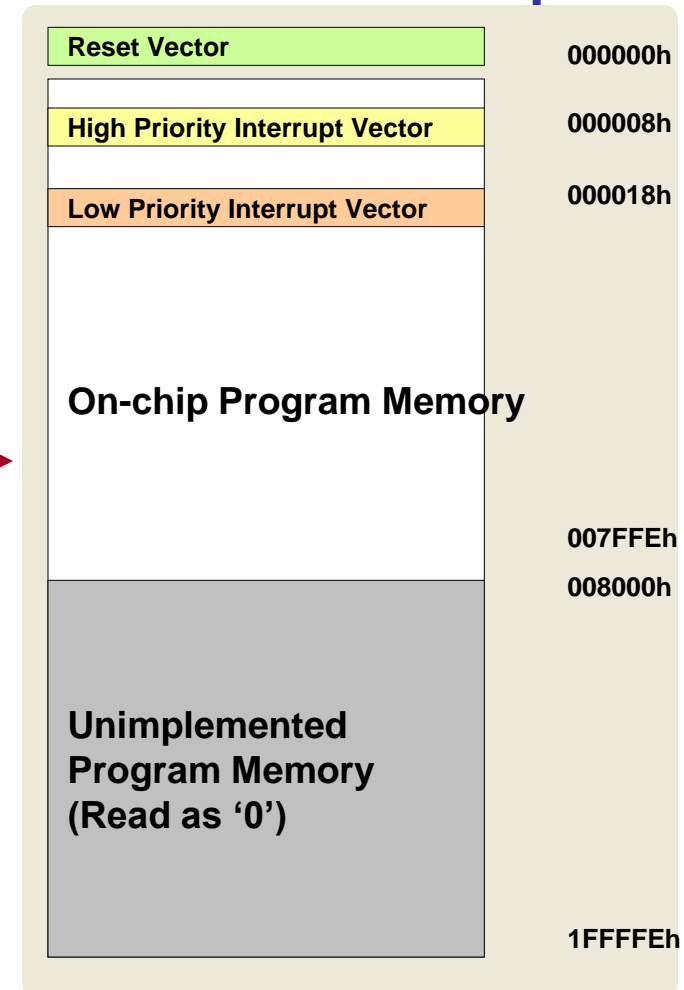 Reset Vector
000000h
High Priority Interrupt Vector
000008h
Low Priority Interrupt Vector
000018h
On-chip Program Memory
007FFEh
008000h
Unimplemented
Program Memory
(Read as ‘0’)
1FFFFEh